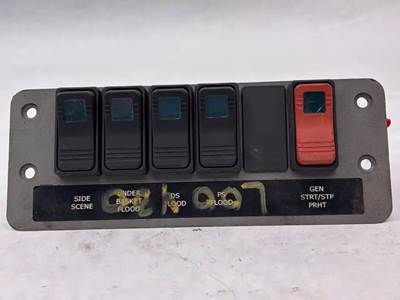 SIDE
SCENE
UNDER
BASKET
FLOOD
DS
FLOOD
PS
FLOOD
GEN
STRT/STP
PRHT